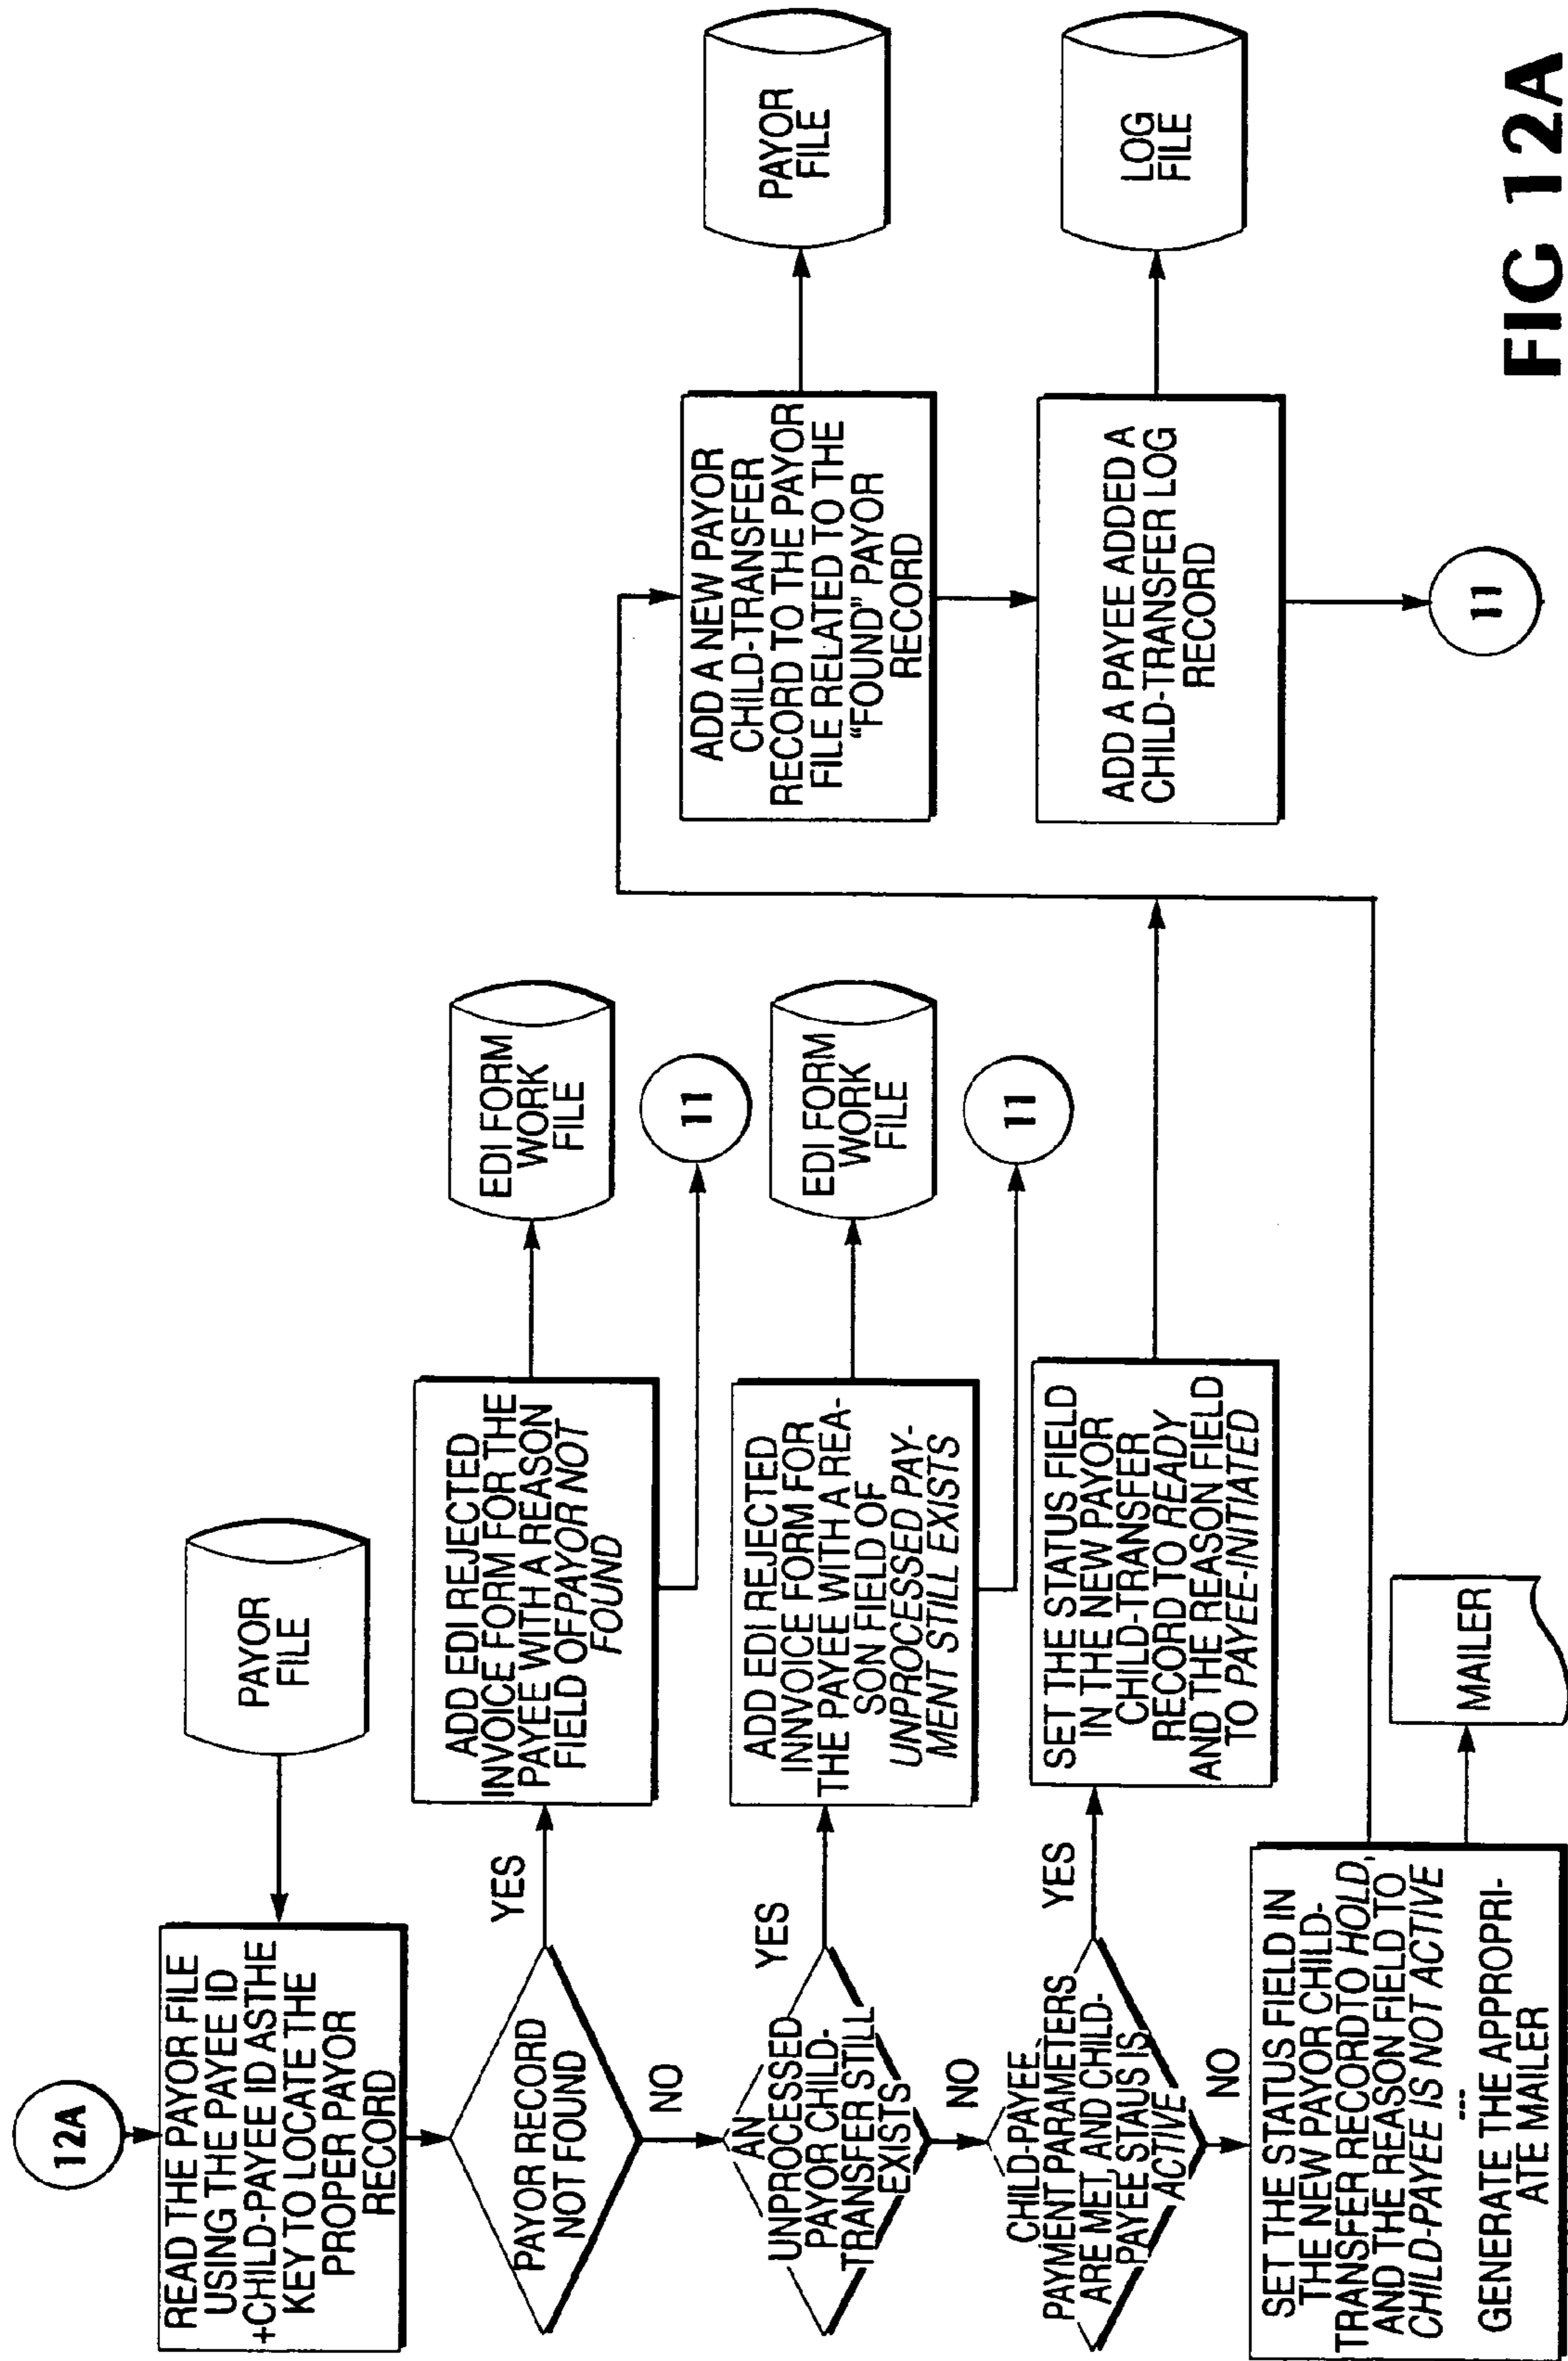 12A
READ THE PAYOR FILE
USING THE PAYEE ID
+CHILD-PAYEE ID ASTHE
KEY TO LOCATE THE
PROPER PAYOR
RECORD
PAYOR
FILE
PAYOR RECORD
NOT FOUND
YES
NO
ADD EDI REJECTED
INVOICE FORM FOR THE
PAYEE WITH A REASON
FIELD OFPAYOR NOT
FOUND
EDI FORM
WORK
FILE
11
AN
UNPROCESSED
PAYOR CHILD-
TRANSFER STILL
EXISTS
YES
NO
ADD EDI REJECTED
INNVOICE FORM FOR
THE PAYEE WITH A REA-
SON FIELD OF
UNPROCESSED PAY-
MENT STILL EXISTS
EDI FORM
WORK
FILE
11
CHILD-PAYEE
PAYMENT PARAMETERS
ARE MET, AND CHILD-
PAYEE STAUS IS
ACTIVE
YES
NO
SET THE STATUS FIELD
IN THE NEW PAYOR
CHILD-TRANSFER
RECORD TO READY
AND THE REASON FIELD
TO PAYEE-INITIATED
SET THE STATUS FIELD IN
THE NEW PAYOR CHILD-
TRANSFER RECORDTO HOLD,
AND THE REASON FIELD TO
CHILD-PAYEE IS NOT ACTIVE
---
GENERATE THE APPROPRI-
ATE MAILER
MAILER
ADD A NEW PAYOR
CHILD-TRANSFER
RECORD TO THE PAYOR
FILE RELATED TO THE
“FOUND” PAYOR
RECORD
PAYOR
FILE
ADD A PAYEE ADDED A
CHILD-TRANSFER LOG
RECORD
LOG
FILE
11
FIG 12A